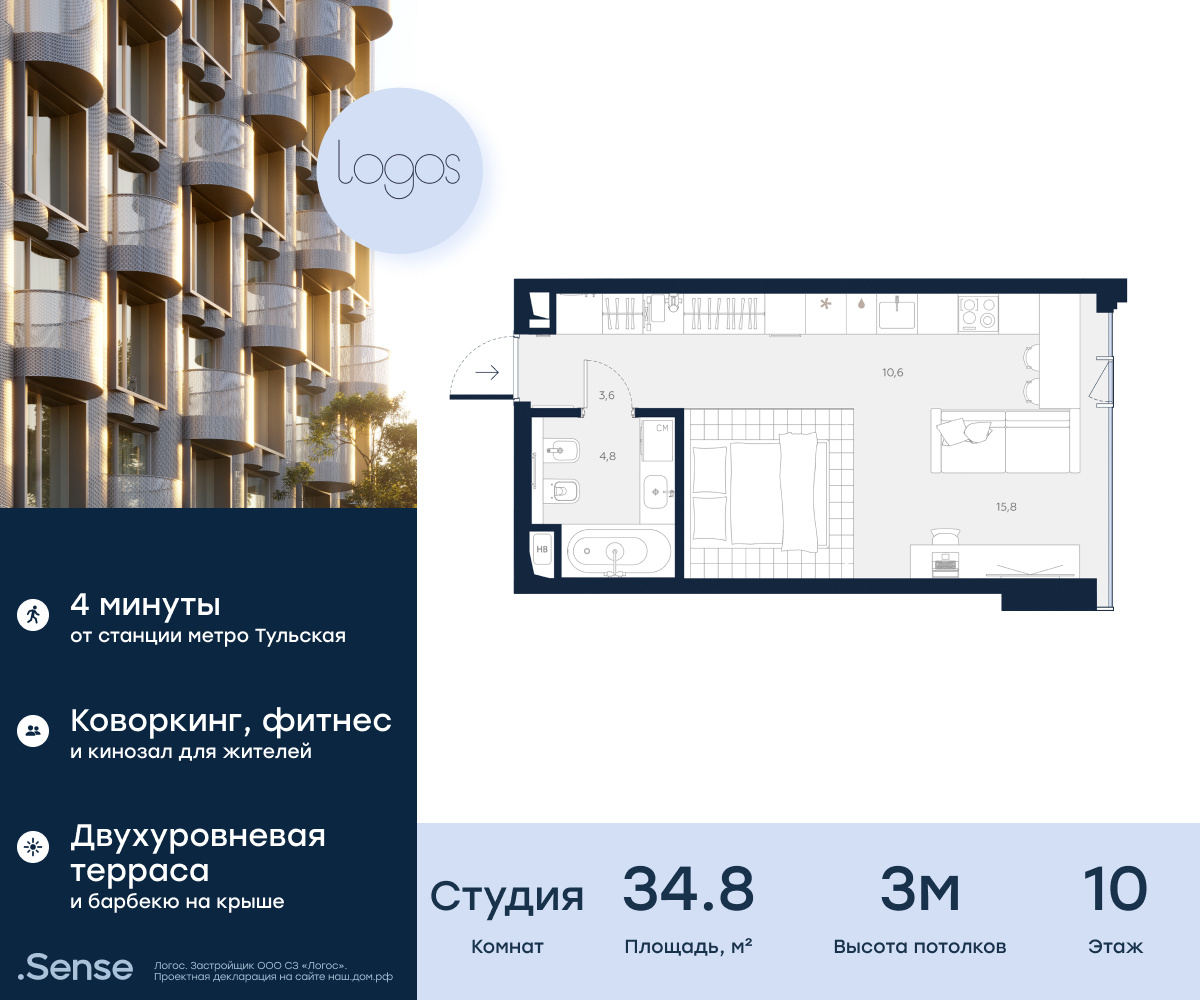 logos
10,6
3,6
CM
4,8
15,8
НВ
4 минуты
от станции метро Тульская
Коворкинг, фитнес
и кинозал для жителей
Двухуровневая
терраса
и барбекю на крыше
.Sense
Логос. Застройщик ООО СЗ «Логос».
Проектная декларация на сайте наш.дом.рф
Студия
Комнат
34.8
Площадь, м²
3м
Высота потолков
10
Этаж